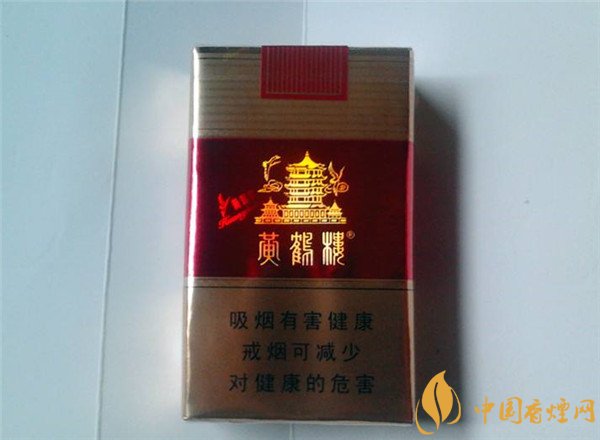 黄鹤楼®
吸烟有害健康
戒烟可减少
对健康的危害
中国香烟网